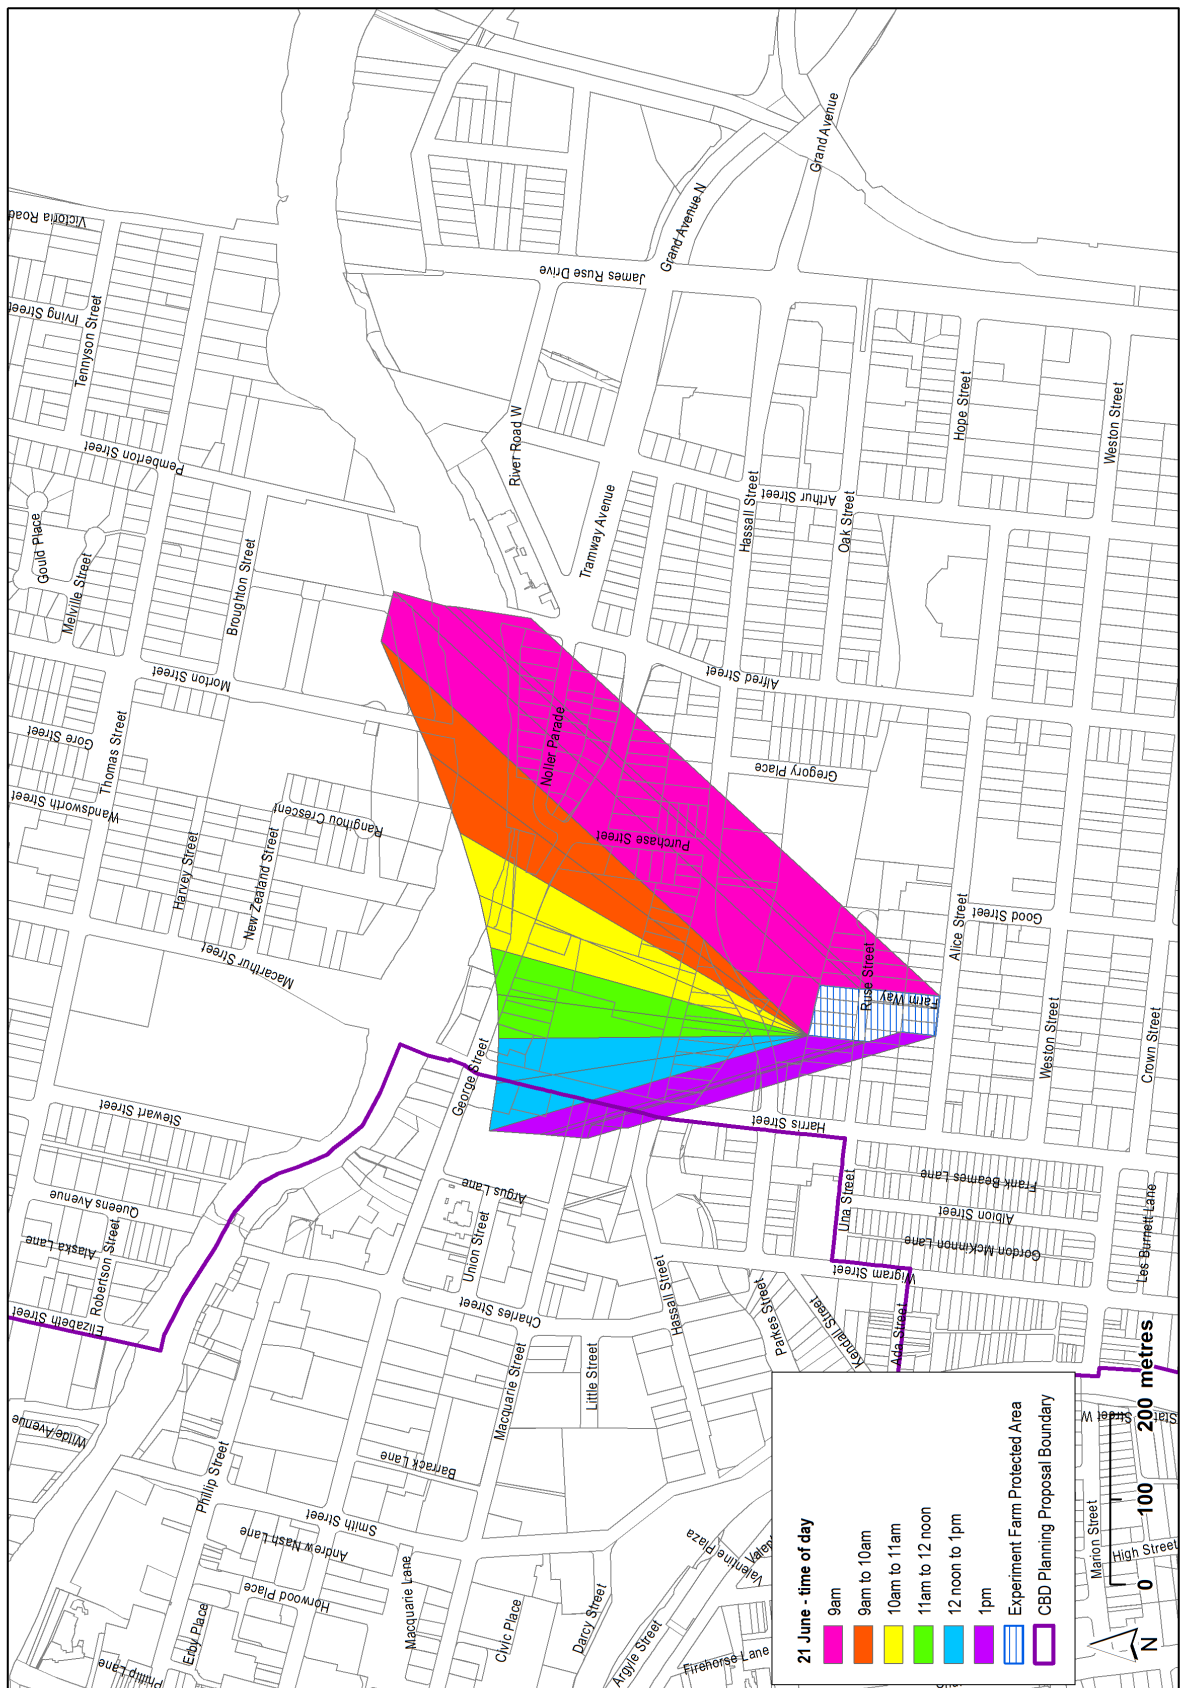 Victoria Road
Irving Street
Tennyson Street
Pemberton Street
Gould Place
Melville Street
Broughton Street
Morton Street
Gore Street
Thomas Street
Wandsworth Street
Rangihou Crescent
Harvey Street
New Zealand Street
Macarthur Street
Stewart Street
Queens Avenue
Alaska Lane
Robertson Street
Elizabeth Street
Wilde Avenue
Phillip Street
Andrew Nash Lane
Smith Street
Horwood Place
Erby Place
Phillip Lane
Macquarie Lane
Civic Place
Darcy Street
Argyle Street
Firehorse Lane
Valentine Plaza
Valentine Avenue
Barrack Lane
Macquarie Street
Little Street
Charles Street
Union Street
Argus Lane
George Street
Hassall Street
Parkes Street
Kendall Street
Ada Street
Wigram Street
Una Street
Harris Street
Gordon McKinnon Lane
Albion Street
Frank Beames Lane
Les Burnett Lane
Crown Street
Weston Street
Alice Street
Good Street
Farm Way
Ruse Street
Gregory Place
Purchase Street
Noller Parade
Alfred Street
Tramway Avenue
River Road W
Hassall Street
Arthur Street
Oak Street
Hope Street
Weston Street
James Ruse Drive
Grand Avenue N
Grand Avenue
Marion Street
High Street
21 June - time of day
9am
9am to 10am
10am to 11am
11am to 12 noon
12 noon to 1pm
1pm
Experiment Farm Protected Area
CBD Planning Proposal Boundary
N
0 100 200 metres